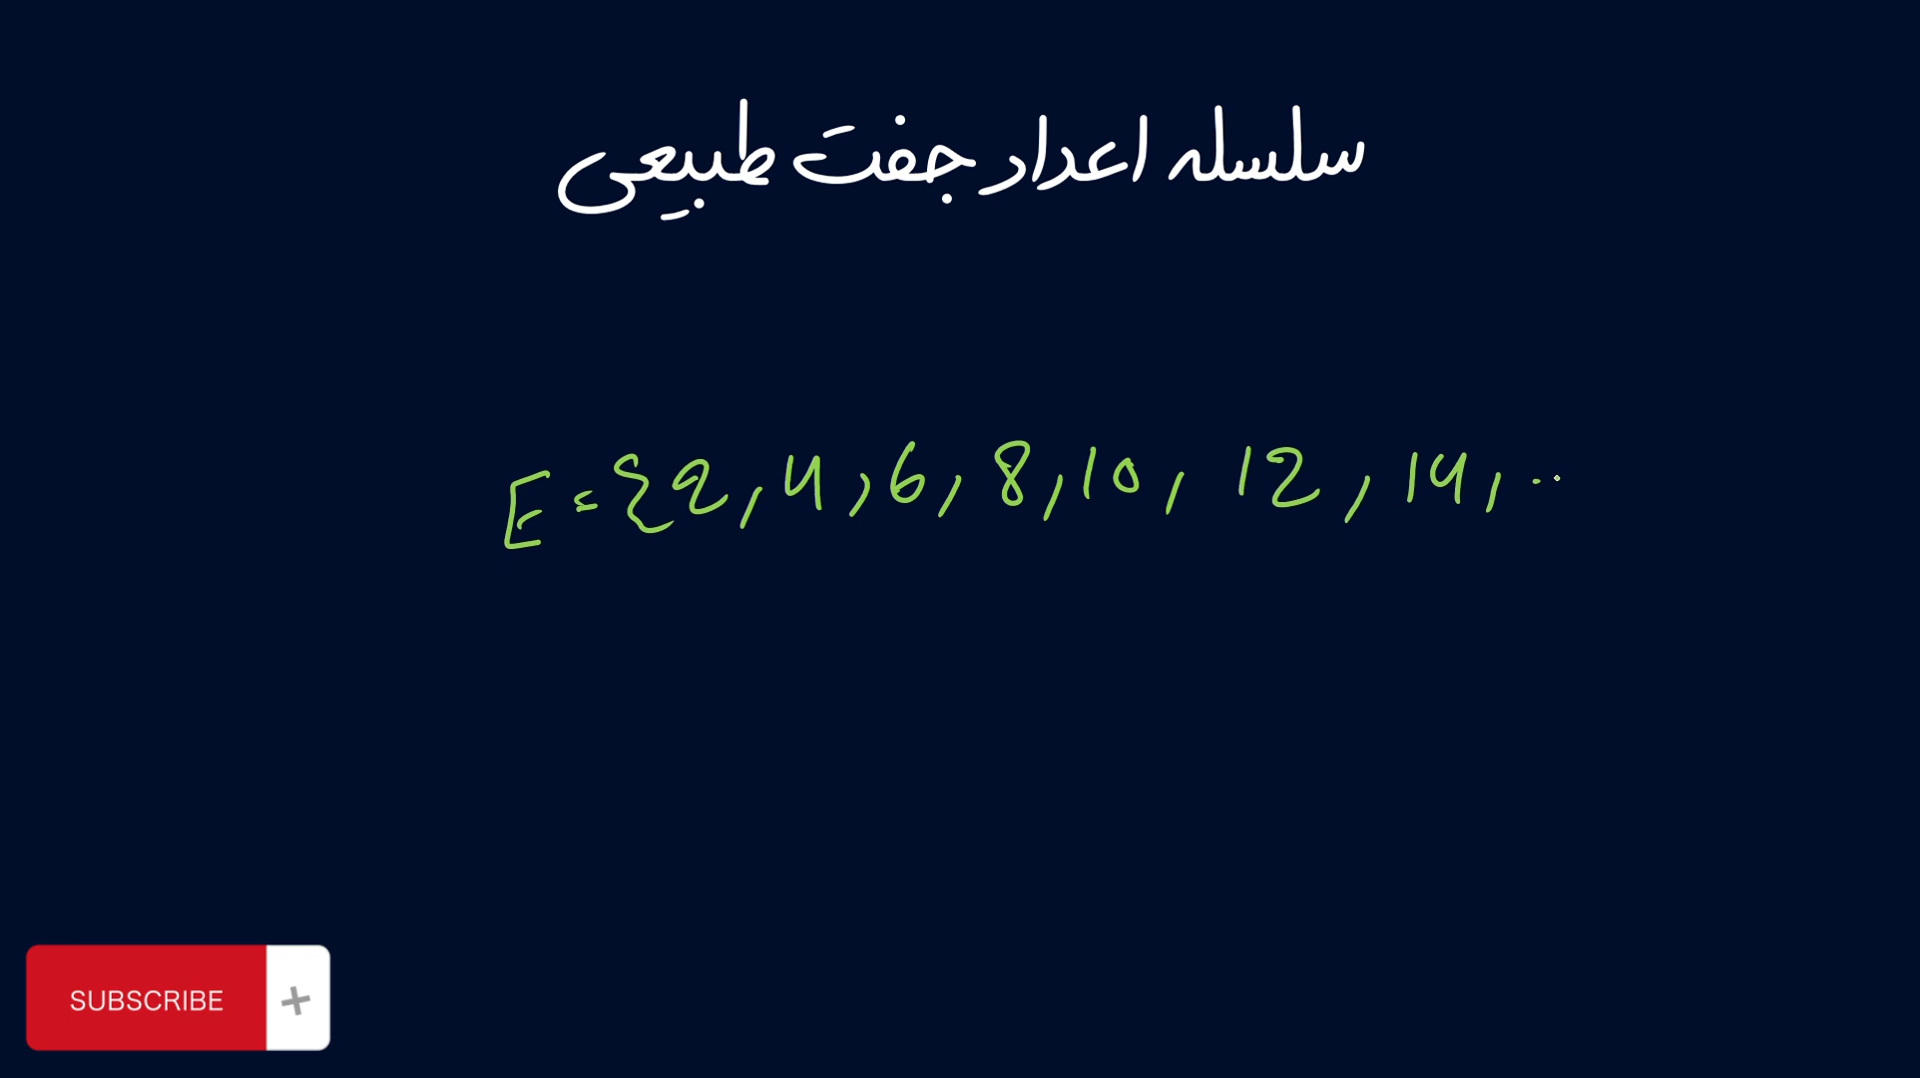 سلسله اعداد جفت طبیعی
E = {2, 4, 6, 8, 10, 12, 14, ..
SUBSCRIBE +